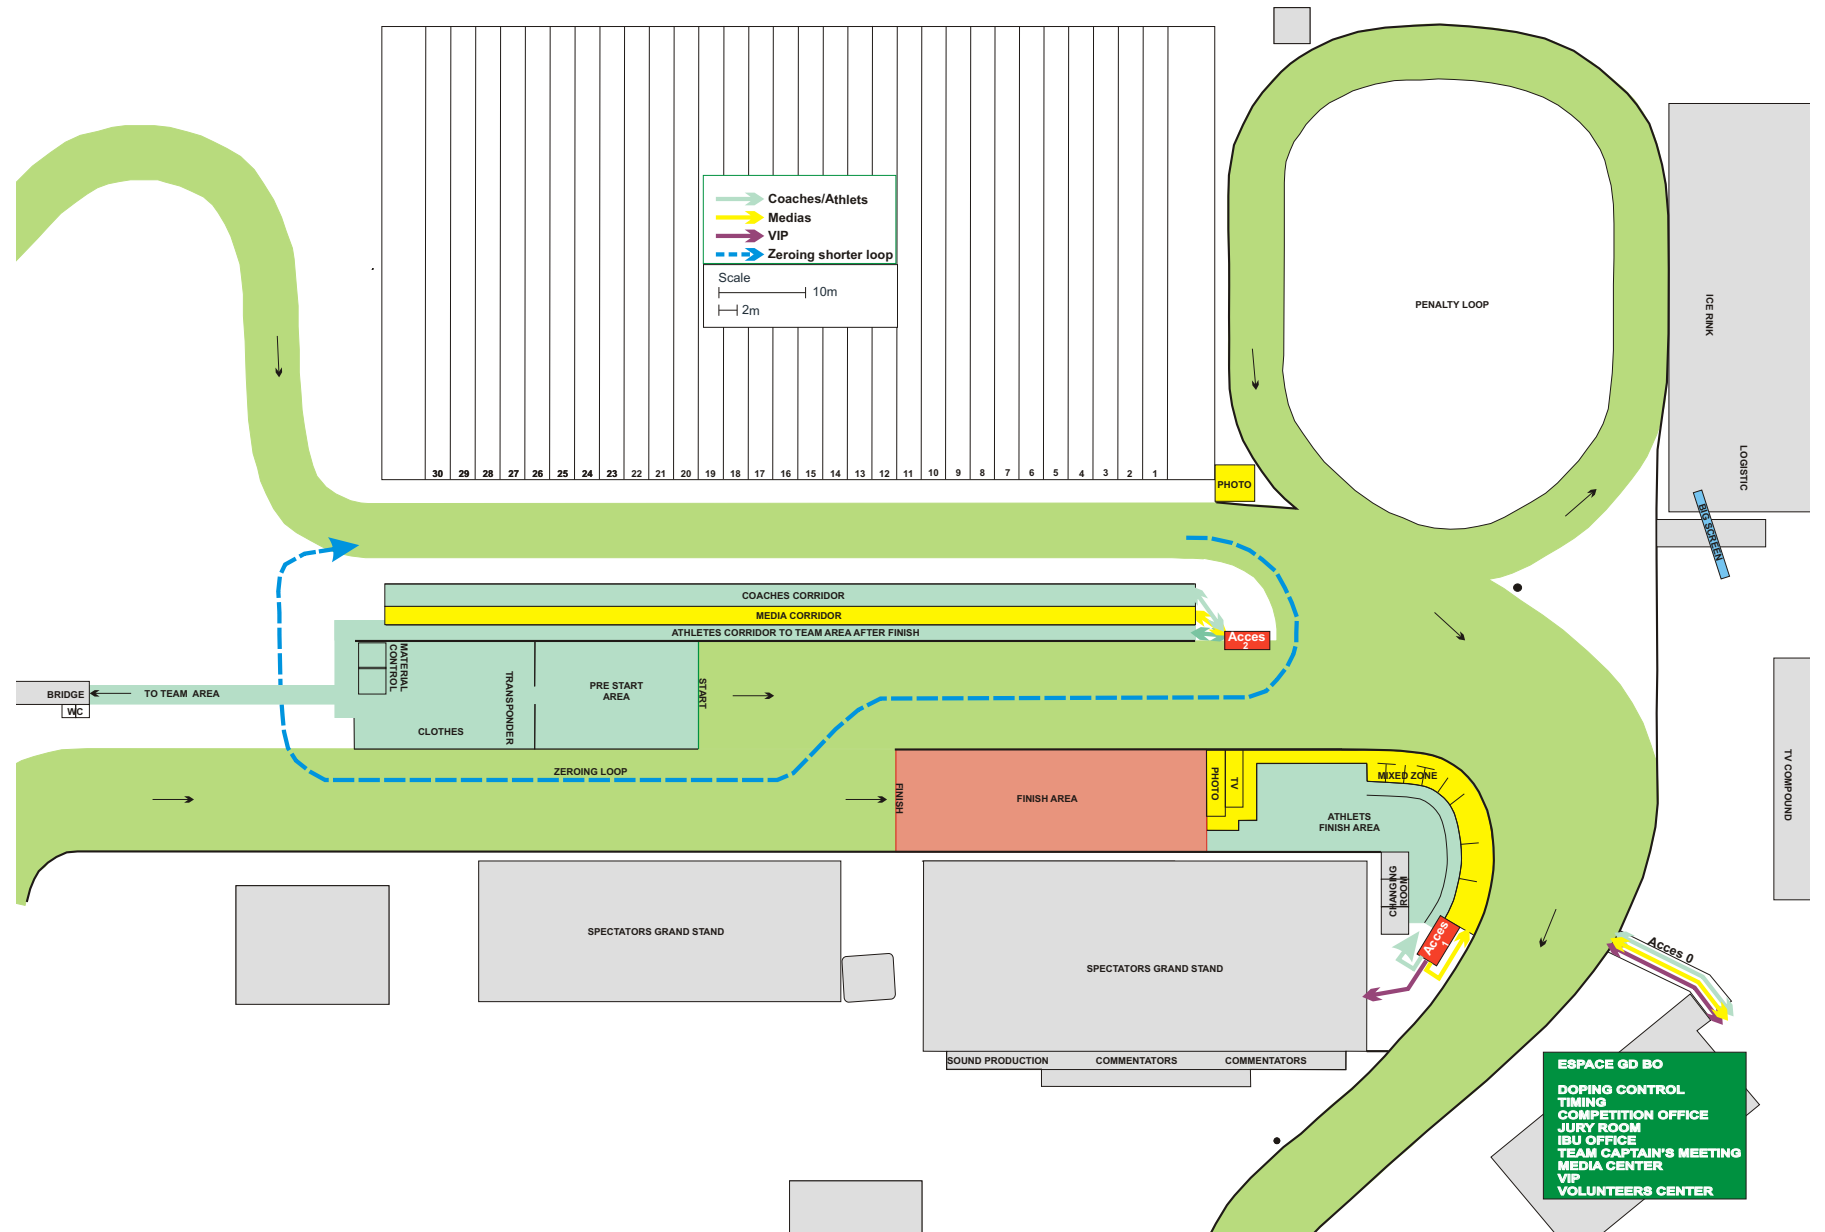 Coaches/Athlets
Medias
VIP
Zeroing shorter loop
Scale
10m
2m
PENALTY LOOP
ICE RINK
LOGISTIC
BIG SCREEN
30 29 28 27 26 25 24 23 22 21 20 19 18 17 16 15 14 13 12 11 10 9 8 7 6 5 4 3 2 1
PHOTO
COACHES CORRIDOR
MEDIA CORRIDOR
ATHLETES CORRIDOR TO TEAM AREA AFTER FINISH
Acces
2
MATERIAL
CONTROL
TRANSPONDER
PRE START
AREA
START
BRIDGE
TO TEAM AREA
WC
CLOTHES
ZEROING LOOP
FINISH
FINISH AREA
PHOTO
TV
MIXED ZONE
ATHLETS
FINISH AREA
TV COMPOUND
CHANGING
ROOM
SPECTATORS GRAND STAND
SPECTATORS GRAND STAND
Acces
1
Acces 0
SOUND PRODUCTION
COMMENTATORS
COMMENTATORS
ESPACE GD BO
DOPING CONTROL
TIMING
COMPETITION OFFICE
JURY ROOM
IBU OFFICE
TEAM CAPTAIN'S MEETING
MEDIA CENTER
VIP
VOLUNTEERS CENTER